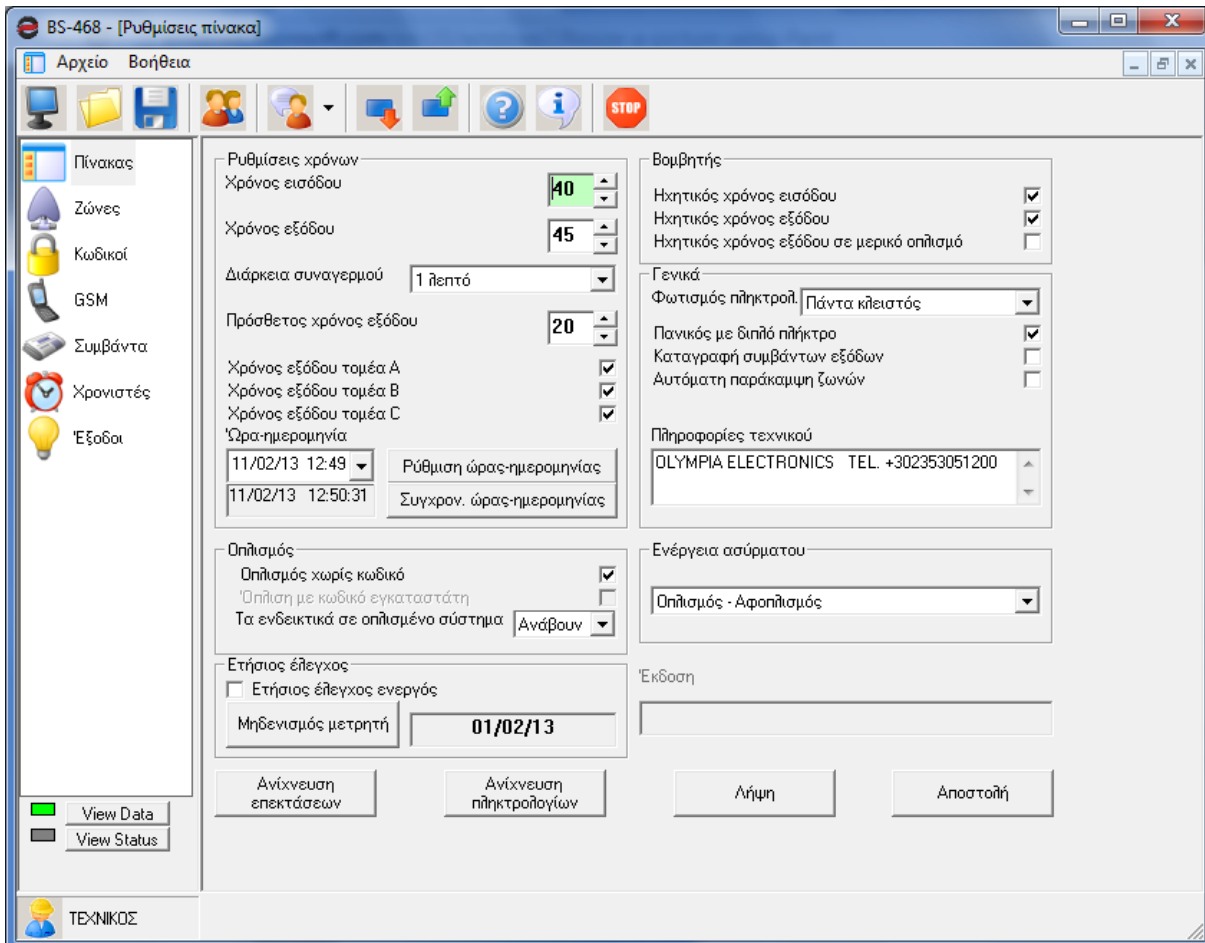 BS-468 - [Ρυθμίσεις πίνακα]
Αρχείο Βοήθεια
STOP
Πίνακας
Ζώνες
Κωδικοί
GSM
Συμβάντα
Χρονιστές
Έξοδοι
View Data
View Status
ΤΕΧΝΙΚΟΣ
Ρυθμίσεις χρόνων
Χρόνος εισόδου 40
Χρόνος εξόδου 45
Διάρκεια συναγερμού 1 λεπτό
Πρόσθετος χρόνος εξόδου 20
Χρόνος εξόδου τομέα A
Χρόνος εξόδου τομέα B
Χρόνος εξόδου τομέα C
Ώρα-ημερομηνία
11/02/13 12:49 Ρύθμιση ώρας-ημερομηνίας
11/02/13 12:50:31 Συγχρον. ώρας-ημερομηνίας
Οπλισμός
Οπλισμός χωρίς κωδικό
Όπλιση με κωδικό εγκαταστάτη
Τα ενδεικτικά σε οπλισμένο σύστημα Ανάβουν
Ετήσιος έλεγχος
Ετήσιος έλεγχος ενεργός
Μηδενισμός μετρητή 01/02/13
Βομβητής
Ηχητικός χρόνος εισόδου
Ηχητικός χρόνος εξόδου
Ηχητικός χρόνος εξόδου σε μερικό οπλισμό
Γενικά
Φωτισμός πληκτρολ. Πάντα κλειστός
Πανικός με διπλό πλήκτρο
Καταγραφή συμβάντων εξόδων
Αυτόματη παράκαμψη ζωνών
Πληροφορίες τεχνικού
OLYMPIA ELECTRONICS TEL. +302353051200
Ενέργεια ασύρματου
Οπλισμός - Αφοπλισμός
Έκδοση
Ανίχνευση
επεκτάσεων
Ανίχνευση
πληκτρολογίων
Λήψη
Αποστολή